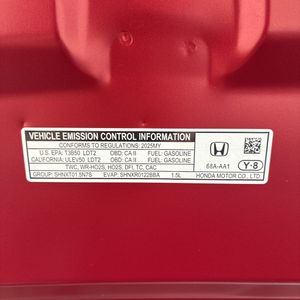 VEHICLE EMISSION CONTROL INFORMATION
CONFORMS TO REGULATIONS: 2025MY
U.S. EPA: T3B50 LDT2 OBD: CA II FUEL: GASOLINE
CALIFORNIA: ULEV50 LDT2 OBD: CA II FUEL: GASOLINE
TWC, WR-HO2S, HO2S, DFI, TC, CAC
GROUP: SHNXT01.5N7S EVAP: SHNXR0122BBA 1.5L
66A-AA1 Y-8
HONDA MOTOR CO., LTD.